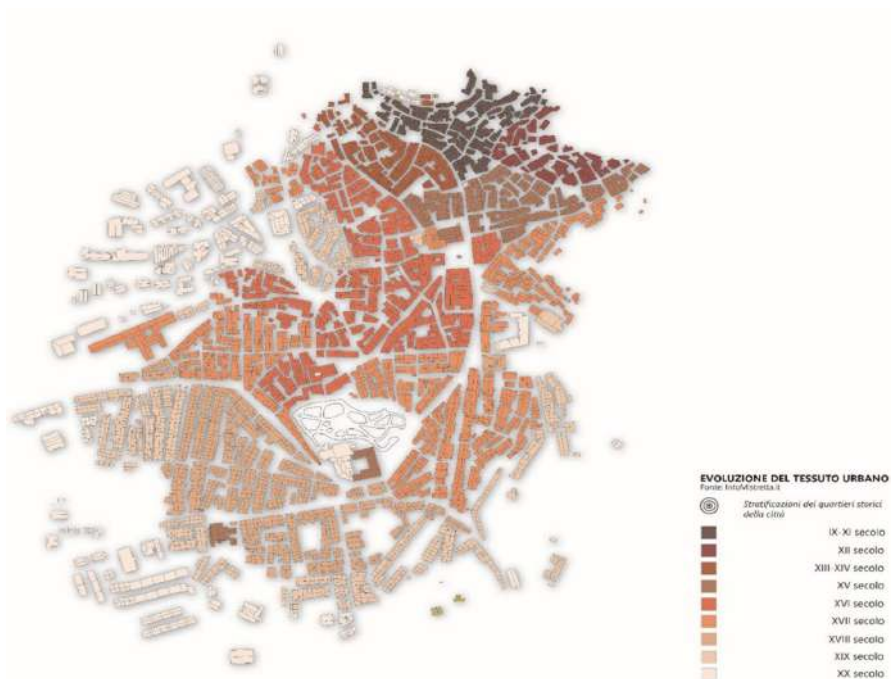 EVOLUZIONE DEL TESSUTO URBANO
Fonte: InfoMistretta.it
Stratificazioni dei quartieri storici
della città
IX-XI secolo
XII secolo
XIII-XIV secolo
XV secolo
XVI secolo
XVII secolo
XVIII secolo
XIX secolo
XX secolo